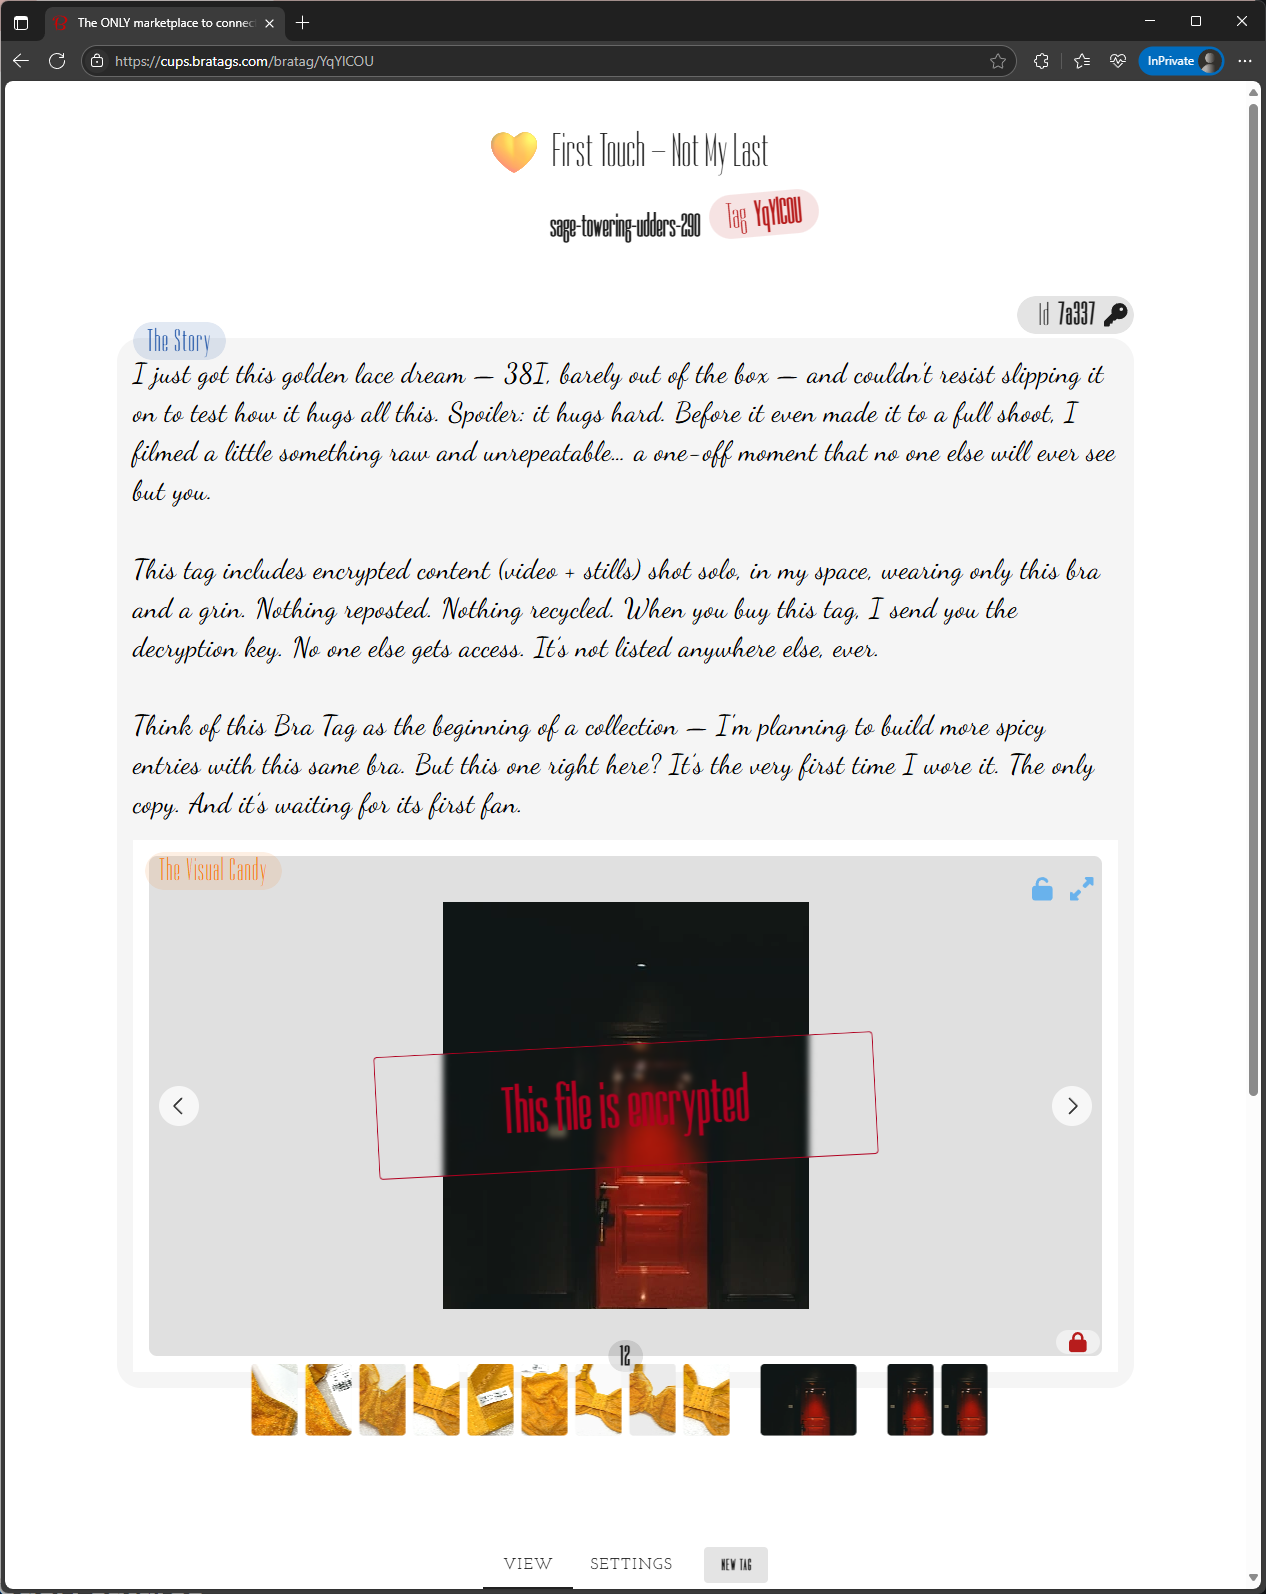 The ONLY marketplace to connec
https://cups.bratags.com/bratag/YqYlCOU
InPrivate
First Touch — Not My Last
sage-towering-udders-290
Tag YqYlCOU
Id 7a337
The Story
I just got this golden lace dream — 38I, barely out of the box — and couldn't resist slipping it
on to test how it hugs all this. Spoiler: it hugs hard. Before it even made it to a full shoot, I
filmed a little something raw and unrepeatable... a one-off moment that no one else will ever see
but you.
This tag includes encrypted content (video + stills) shot solo, in my space, wearing only this bra
and a grin. Nothing reposted. Nothing recycled. When you buy this tag, I send you the
decryption key. No one else gets access. It's not listed anywhere else, ever.
Think of this Bra Tag as the beginning of a collection — I'm planning to build more spicy
entries with this same bra. But this one right here? It's the very first time I wore it. The only
copy. And it's waiting for its first fan.
The Visual Candy
This file is encrypted
12
VIEW
SETTINGS
NEW TAG